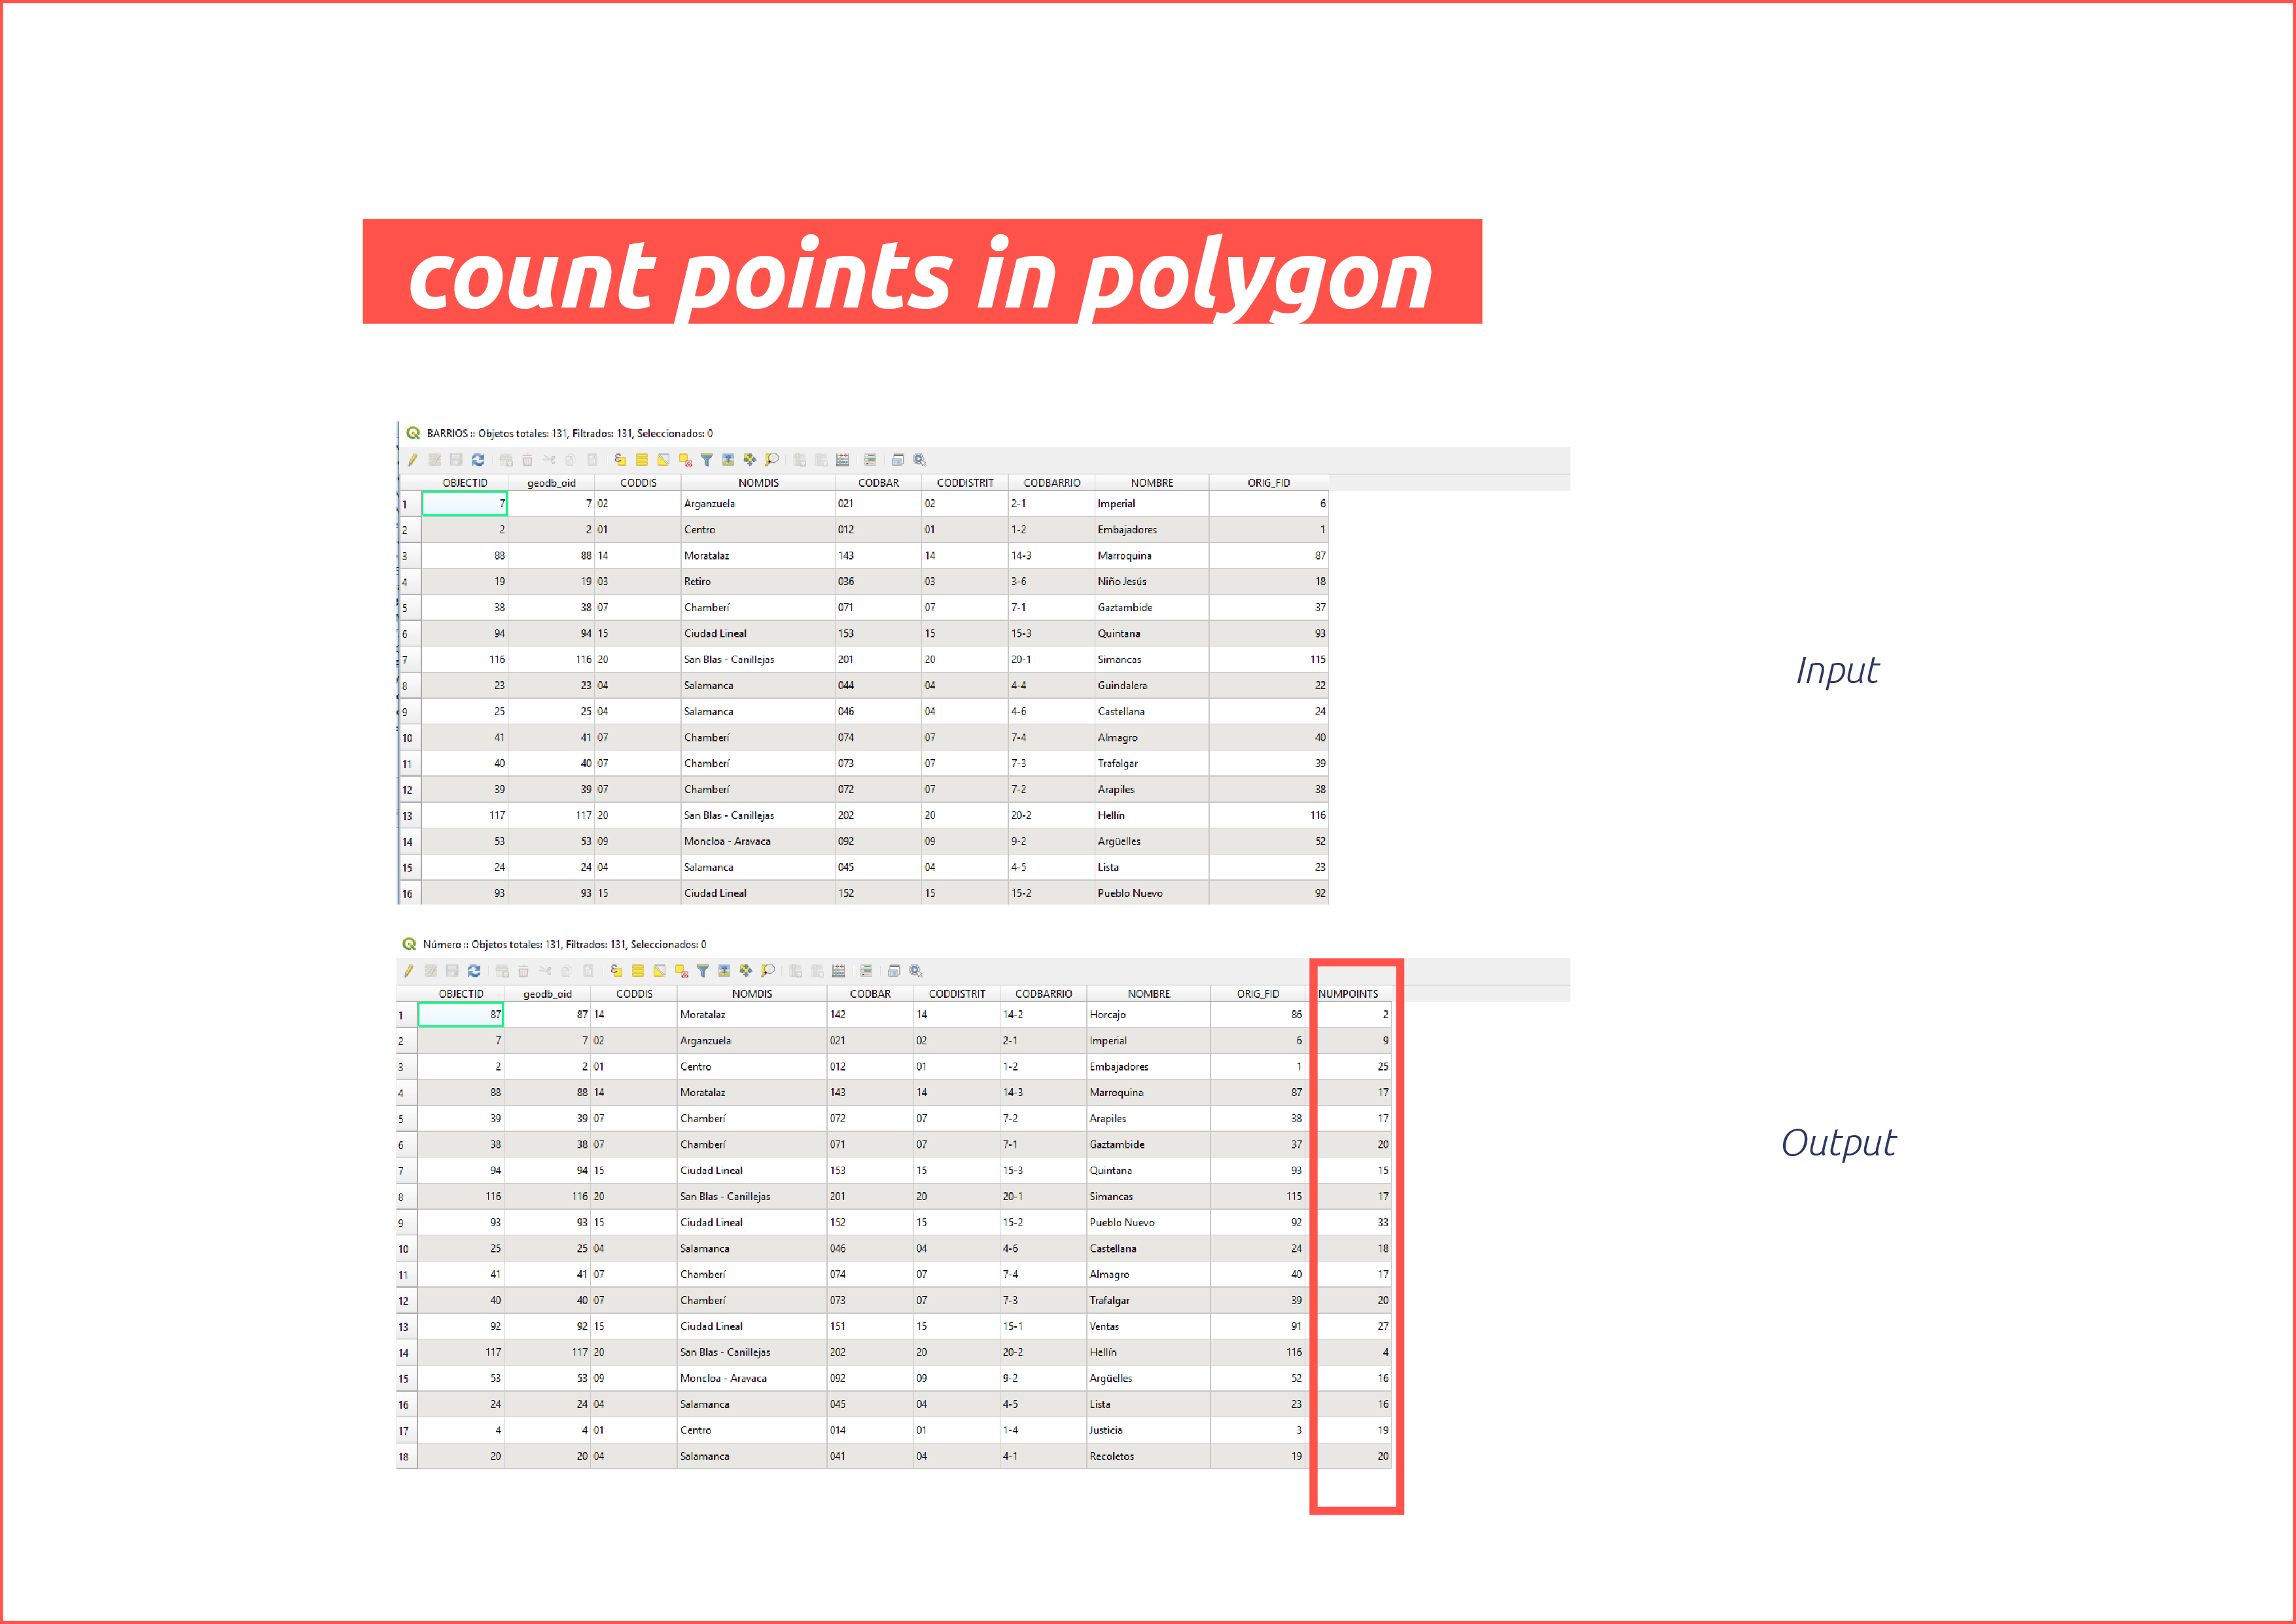 count points in polygon
BARRIOS :: Objetos totales: 131, Filtrados: 131, Seleccionados: 0
OBJECTID geodb_oid CODDIS NOMDIS CODBAR CODDISTRIT CODBARRIO NOMBRE ORIG_FID
1 7 7 02 Arganzuela 021 02 2-1 Imperial 6
2 2 2 01 Centro 012 01 1-2 Embajadores 1
3 88 88 14 Moratalaz 143 14 14-3 Marroquina 87
4 19 19 03 Retiro 036 03 3-6 Niño Jesús 18
5 38 38 07 Chamberí 071 07 7-1 Gaztambide 37
6 94 94 15 Ciudad Lineal 153 15 15-3 Quintana 93
7 116 116 20 San Blas - Canillejas 201 20 20-1 Simancas 115
Input
8 23 23 04 Salamanca 044 04 4-4 Guindalera 22
9 25 25 04 Salamanca 046 04 4-6 Castellana 24
10 41 41 07 Chamberí 074 07 7-4 Almagro 40
11 40 40 07 Chamberí 073 07 7-3 Trafalgar 39
12 39 39 07 Chamberí 072 07 7-2 Arapiles 38
13 117 117 20 San Blas - Canillejas 202 20 20-2 Hellín 116
14 53 53 09 Moncloa - Aravaca 092 09 9-2 Argüelles 52
15 24 24 04 Salamanca 045 04 4-5 Lista 23
16 93 93 15 Ciudad Lineal 152 15 15-2 Pueblo Nuevo 92
Número :: Objetos totales: 131, Filtrados: 131, Seleccionados: 0
OBJECTID geodb_oid CODDIS NOMDIS CODBAR CODDISTRIT CODBARRIO NOMBRE ORIG_FID NUMPOINTS
1 87 87 14 Moratalaz 142 14 14-2 Horcajo 86 2
2 7 7 02 Arganzuela 021 02 2-1 Imperial 6 9
3 2 2 01 Centro 012 01 1-2 Embajadores 1 25
4 88 88 14 Moratalaz 143 14 14-3 Marroquina 87 17
5 39 39 07 Chamberí 072 07 7-2 Arapiles 38 17
6 38 38 07 Chamberí 071 07 7-1 Gaztambide 37 20
Output
7 94 94 15 Ciudad Lineal 153 15 15-3 Quintana 93 15
8 116 116 20 San Blas - Canillejas 201 20 20-1 Simancas 115 17
9 93 93 15 Ciudad Lineal 152 15 15-2 Pueblo Nuevo 92 33
10 25 25 04 Salamanca 046 04 4-6 Castellana 24 18
11 41 41 07 Chamberí 074 07 7-4 Almagro 40 17
12 40 40 07 Chamberí 073 07 7-3 Trafalgar 39 20
13 92 92 15 Ciudad Lineal 151 15 15-1 Ventas 91 27
14 117 117 20 San Blas - Canillejas 202 20 20-2 Hellín 116 4
15 53 53 09 Moncloa - Aravaca 092 09 9-2 Argüelles 52 16
16 24 24 04 Salamanca 045 04 4-5 Lista 23 16
17 4 4 01 Centro 014 01 1-4 Justicia 3 19
18 20 20 04 Salamanca 041 04 4-1 Recoletos 19 20